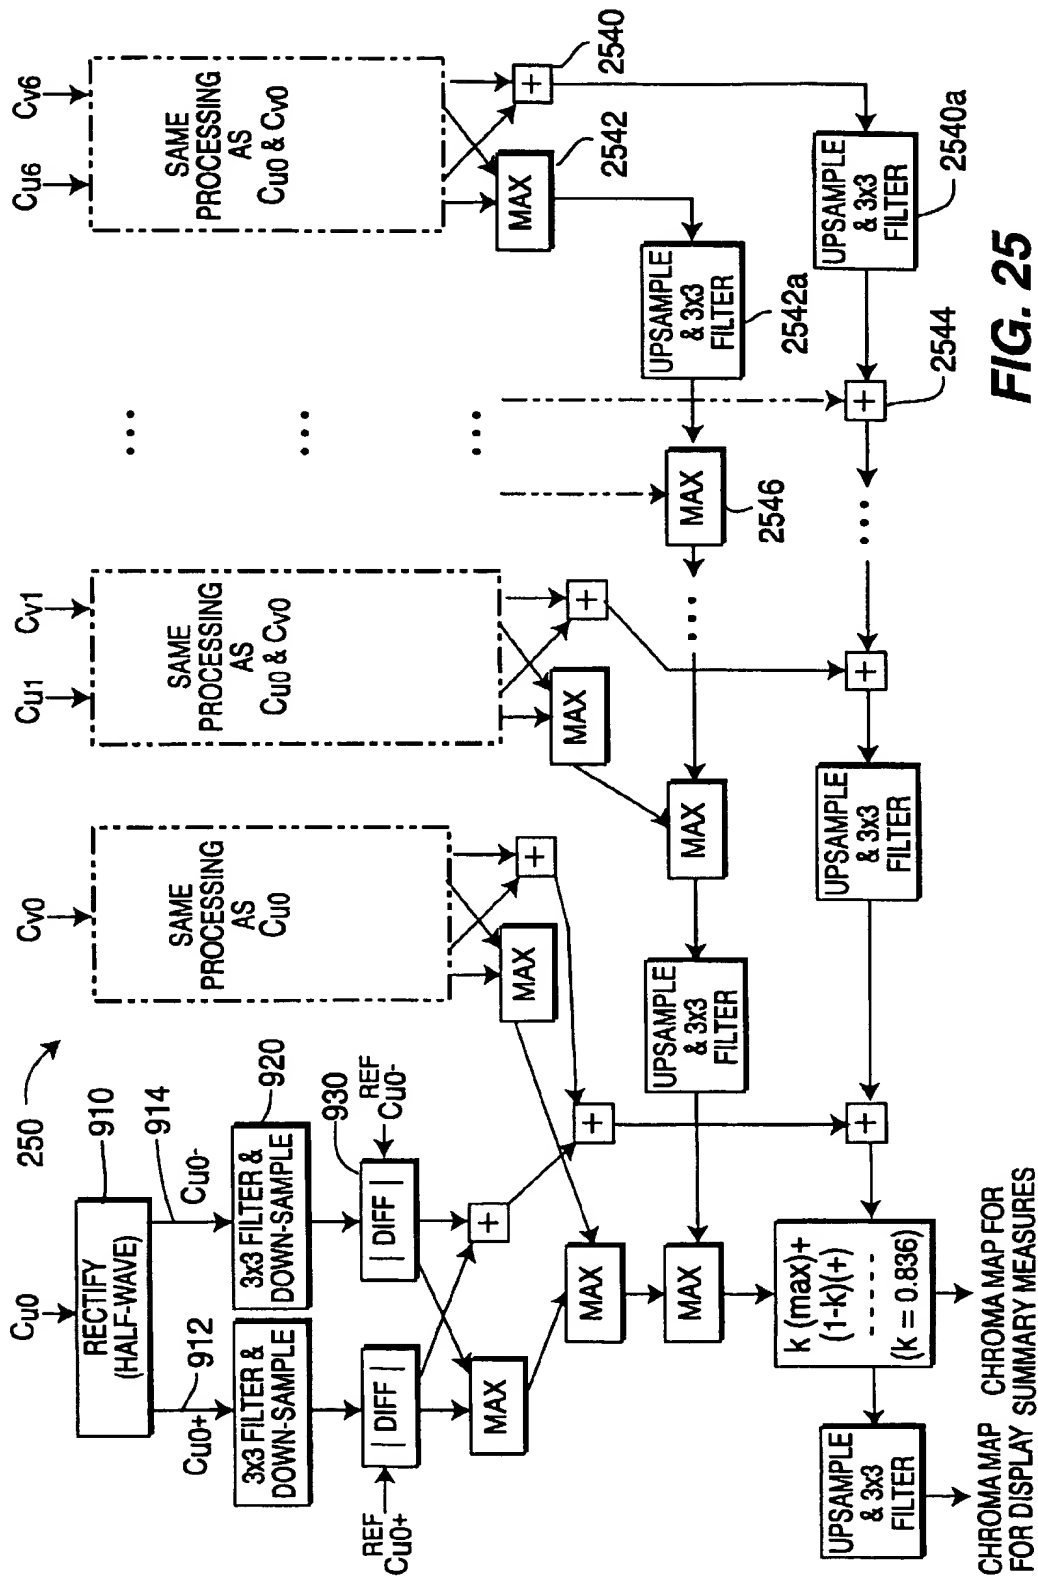 250
Cu0
Cv0
Cu1
Cv1
Cu6
Cv6
RECTIFY
(HALF-WAVE)
910
912
914
Cu0+
Cu0-
3x3 FILTER &
DOWN-SAMPLE
3x3 FILTER &
DOWN-SAMPLE
920
REF
Cu0+
| DIFF |
| DIFF |
930
REF
Cu0-
SAME
PROCESSING
AS
Cu0
SAME
PROCESSING
AS
Cu0 & Cv0
SAME
PROCESSING
AS
Cu0 & Cv0
MAX
+
MAX
+
MAX
+
MAX
2542
+
2540
MAX
+
MAX
UPSAMPLE
& 3x3
FILTER
MAX
MAX
2546
UPSAMPLE
& 3x3
FILTER
2542a
k (max)+
(1-k)(+)
-----
(k = 0.836)
+
UPSAMPLE
& 3x3
FILTER
+
+
2544
UPSAMPLE
& 3x3
FILTER
2540a
UPSAMPLE
& 3x3
FILTER
CHROMA MAP
FOR DISPLAY
CHROMA MAP FOR
SUMMARY MEASURES
FIG. 25